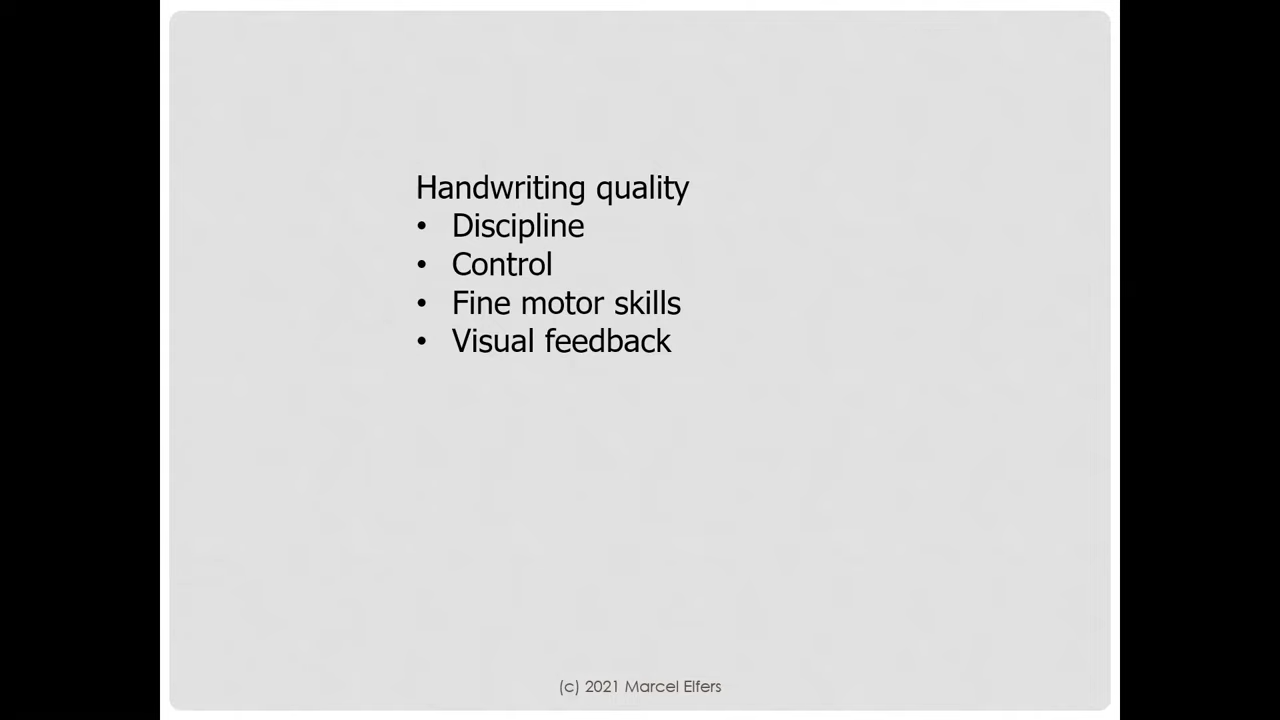 Handwriting quality
• Discipline
• Control
• Fine motor skills
• Visual feedback
(c) 2021 Marcel Elfers